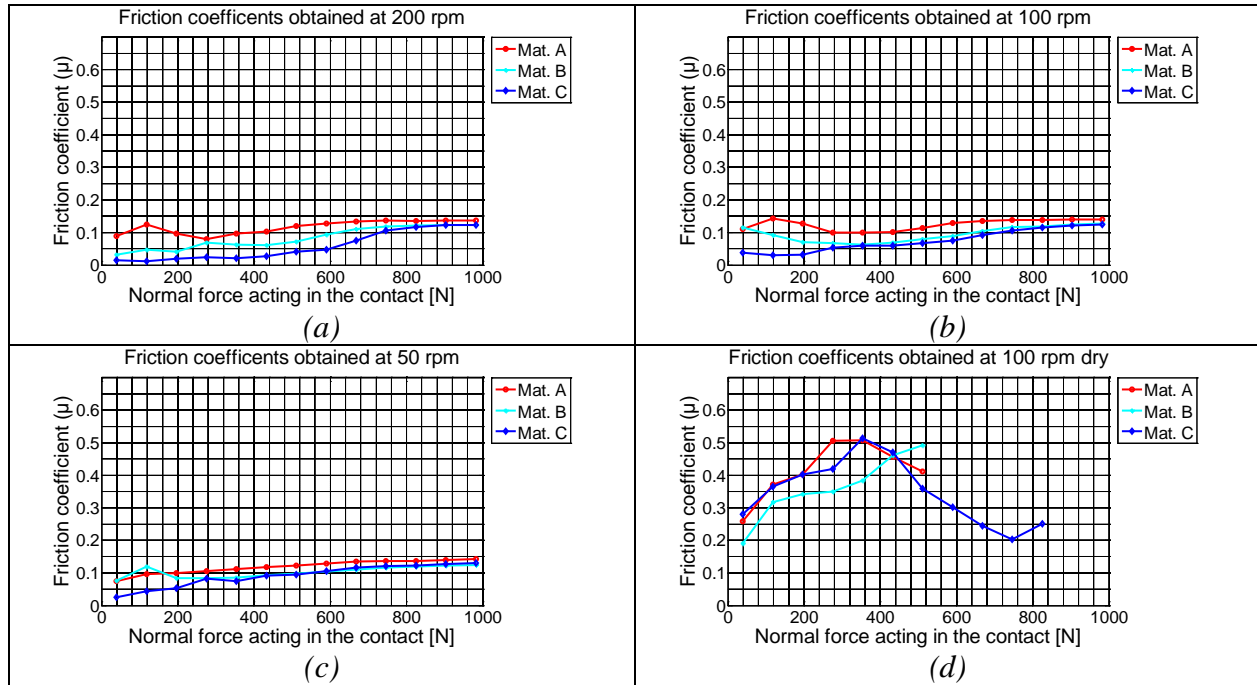 Friction coefficents obtained at 200 rpm
Friction coefficient (μ)
0.6
0.5
0.4
0.3
0.2
0.1
0
0 200 400 600 800 1000
Normal force acting in the contact [N]
Mat. A
Mat. B
Mat. C
(a)
Friction coefficents obtained at 100 rpm
Friction coefficient (μ)
0.6
0.5
0.4
0.3
0.2
0.1
0
0 200 400 600 800 1000
Normal force acting in the contact [N]
Mat. A
Mat. B
Mat. C
(b)
Friction coefficents obtained at 50 rpm
Friction coefficient (μ)
0.6
0.5
0.4
0.3
0.2
0.1
0
0 200 400 600 800 1000
Normal force acting in the contact [N]
Mat. A
Mat. B
Mat. C
(c)
Friction coefficents obtained at 100 rpm dry
Friction coefficient (μ)
0.6
0.5
0.4
0.3
0.2
0.1
0
0 200 400 600 800 1000
Normal force acting in the contact [N]
Mat. A
Mat. B
Mat. C
(d)